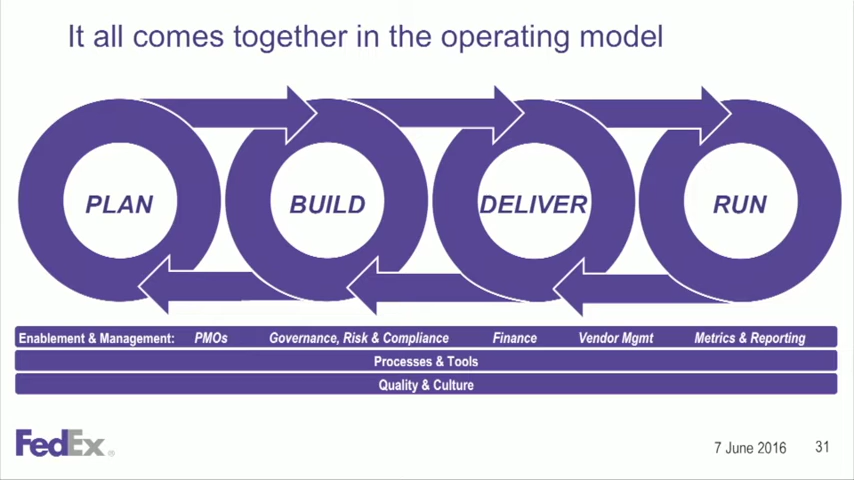 It all comes together in the operating model
PLAN
BUILD
DELIVER
RUN
Enablement & Management: PMOs Governance, Risk & Compliance Finance Vendor Mgmt Metrics & Reporting
Processes & Tools
Quality & Culture
FedEx®
7 June 2016 31